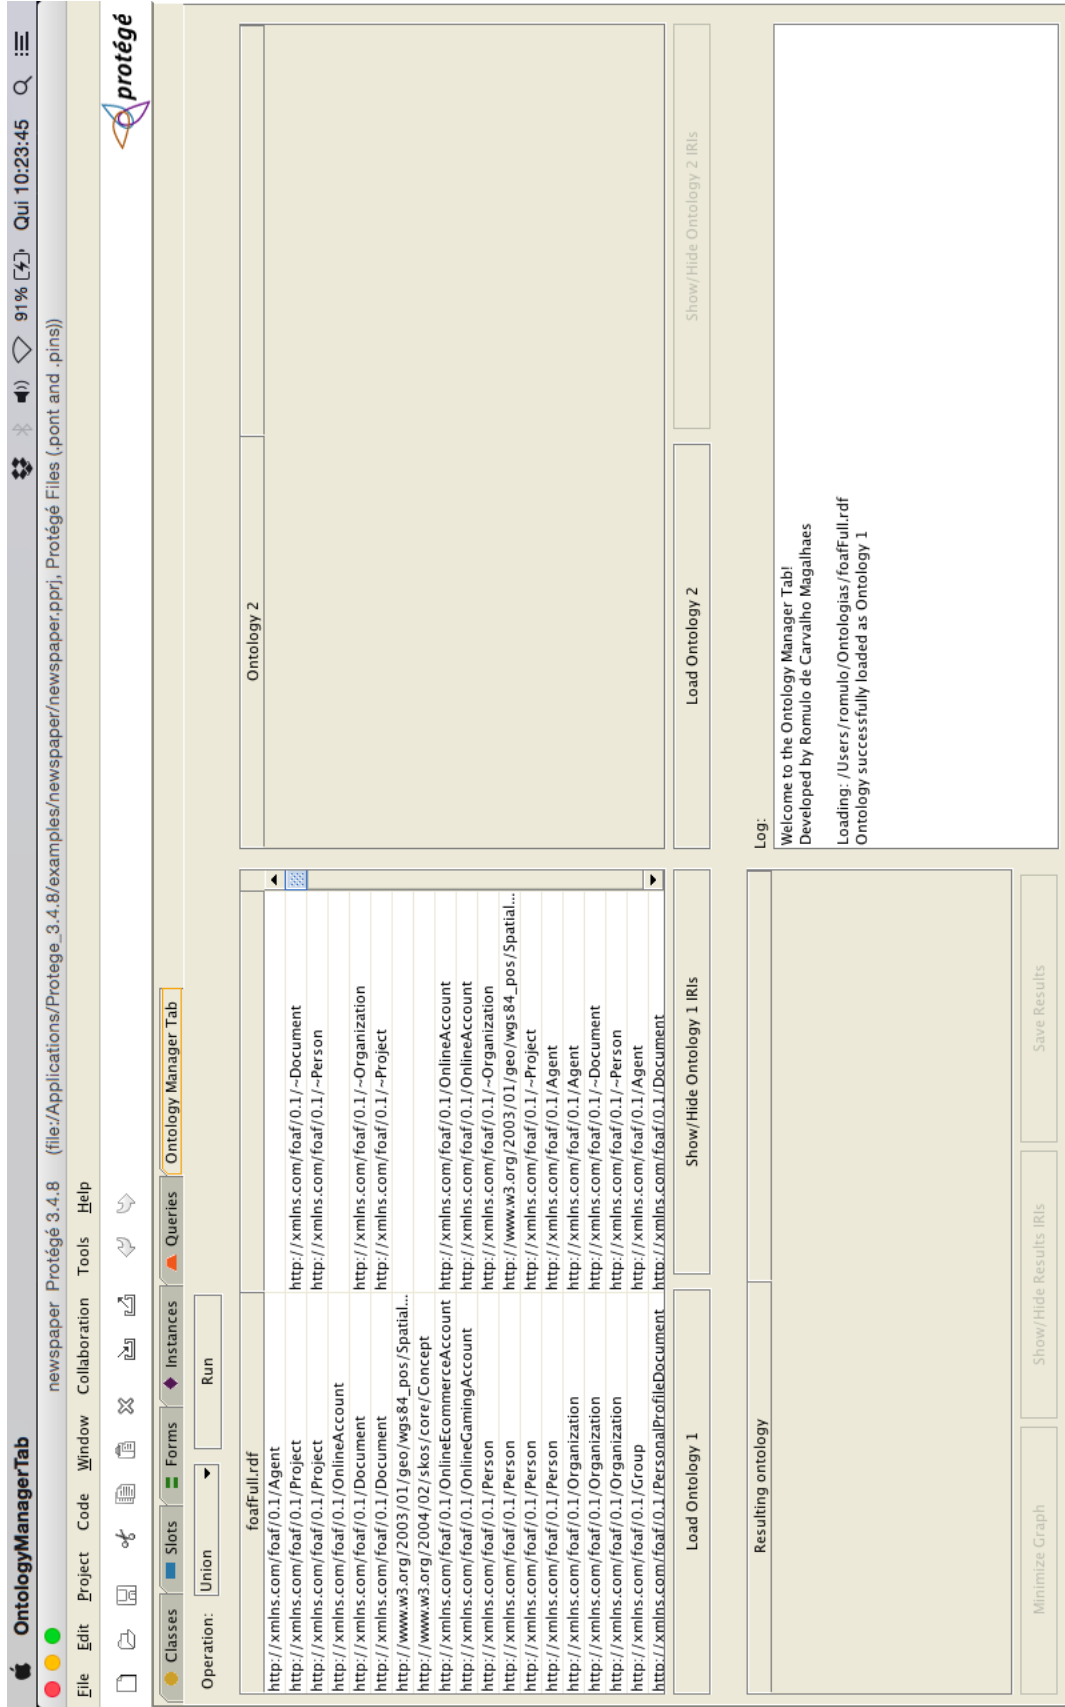 OntologyManagerTab
91%
Qui 10:23:45
newspaper Protégé 3.4.8 (file:/Applications/Protege_3.4.8/examples/newspaper/newspaper.pprj, Protégé Files (.pont and .pins))
File Edit Project Code Window Collaboration Tools Help
protégé
Classes Slots Forms Instances Queries Ontology Manager Tab
Operation: Union Run
foafFull.rdf
http://xmlns.com/foaf/0.1/Agent
http://xmlns.com/foaf/0.1/Project http://xmlns.com/foaf/0.1/~Document
http://xmlns.com/foaf/0.1/Project http://xmlns.com/foaf/0.1/~Person
http://xmlns.com/foaf/0.1/OnlineAccount
http://xmlns.com/foaf/0.1/Document http://xmlns.com/foaf/0.1/~Organization
http://xmlns.com/foaf/0.1/Document http://xmlns.com/foaf/0.1/~Project
http://www.w3.org/2003/01/geo/wgs84_pos/Spatial...
http://www.w3.org/2004/02/skos/core/Concept
http://xmlns.com/foaf/0.1/OnlineEcommerceAccount http://xmlns.com/foaf/0.1/OnlineAccount
http://xmlns.com/foaf/0.1/OnlineGamingAccount http://xmlns.com/foaf/0.1/OnlineAccount
http://xmlns.com/foaf/0.1/Person http://xmlns.com/foaf/0.1/~Organization
http://xmlns.com/foaf/0.1/Person http://www.w3.org/2003/01/geo/wgs84_pos/Spatial...
http://xmlns.com/foaf/0.1/Person http://xmlns.com/foaf/0.1/~Project
http://xmlns.com/foaf/0.1/Person http://xmlns.com/foaf/0.1/Agent
http://xmlns.com/foaf/0.1/Organization http://xmlns.com/foaf/0.1/Agent
http://xmlns.com/foaf/0.1/Organization http://xmlns.com/foaf/0.1/~Document
http://xmlns.com/foaf/0.1/Organization http://xmlns.com/foaf/0.1/~Person
http://xmlns.com/foaf/0.1/Group http://xmlns.com/foaf/0.1/Agent
http://xmlns.com/foaf/0.1/PersonalProfileDocument http://xmlns.com/foaf/0.1/Document
Load Ontology 1 Show/Hide Ontology 1 IRIs
Ontology 2
Load Ontology 2 Show/Hide Ontology 2 IRIs
Resulting ontology
Minimize Graph Show/Hide Results IRIs Save Results
Log:
Welcome to the Ontology Manager Tab!
Developed by Romulo de Carvalho Magalhaes
Loading: /Users/romulo/Ontologias/foafFull.rdf
Ontology successfully loaded as Ontology 1